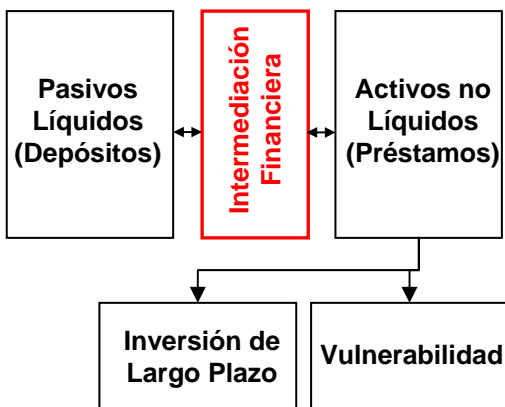 Pasivos
Líquidos
(Depósitos)
Intermediación
Financiera
Activos no
Líquidos
(Préstamos)
Inversión de
Largo Plazo
Vulnerabilidad